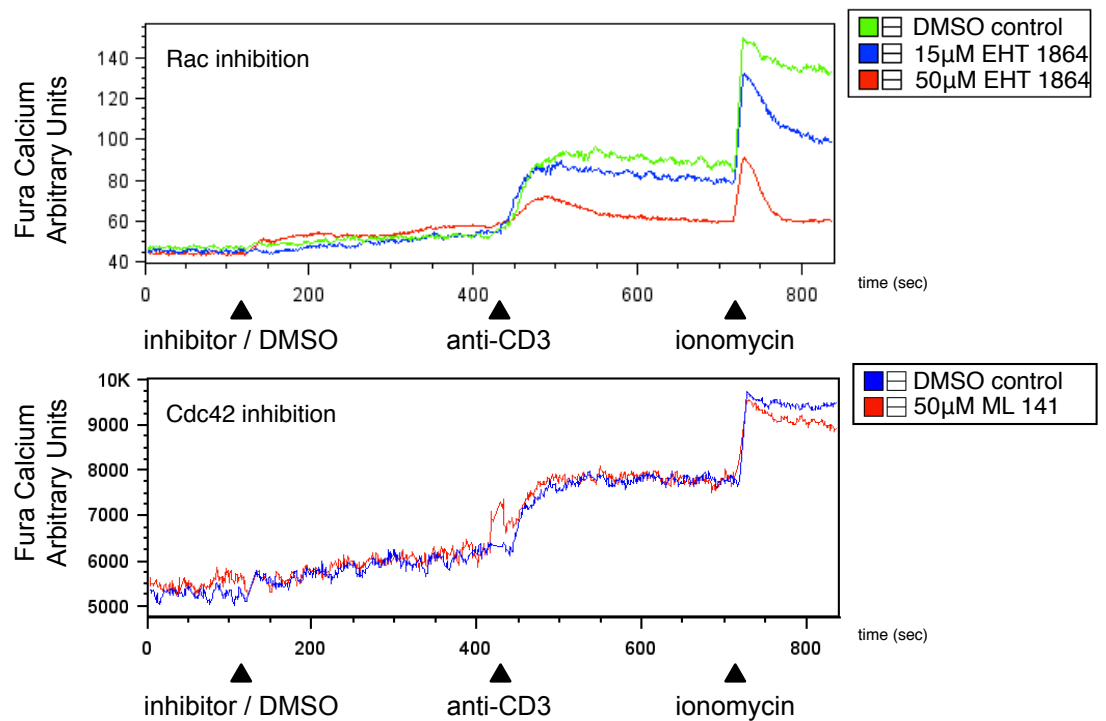 Rac inhibition
DMSO control
15µM EHT 1864
50µM EHT 1864
Fura Calcium
Arbitrary Units
140
120
100
80
60
40
0
200
400
600
800
time (sec)
inhibitor / DMSO
anti-CD3
ionomycin
Cdc42 inhibition
DMSO control
50µM ML 141
Fura Calcium
Arbitrary Units
10K
9000
8000
7000
6000
5000
0
200
400
600
800
time (sec)
inhibitor / DMSO
anti-CD3
ionomycin